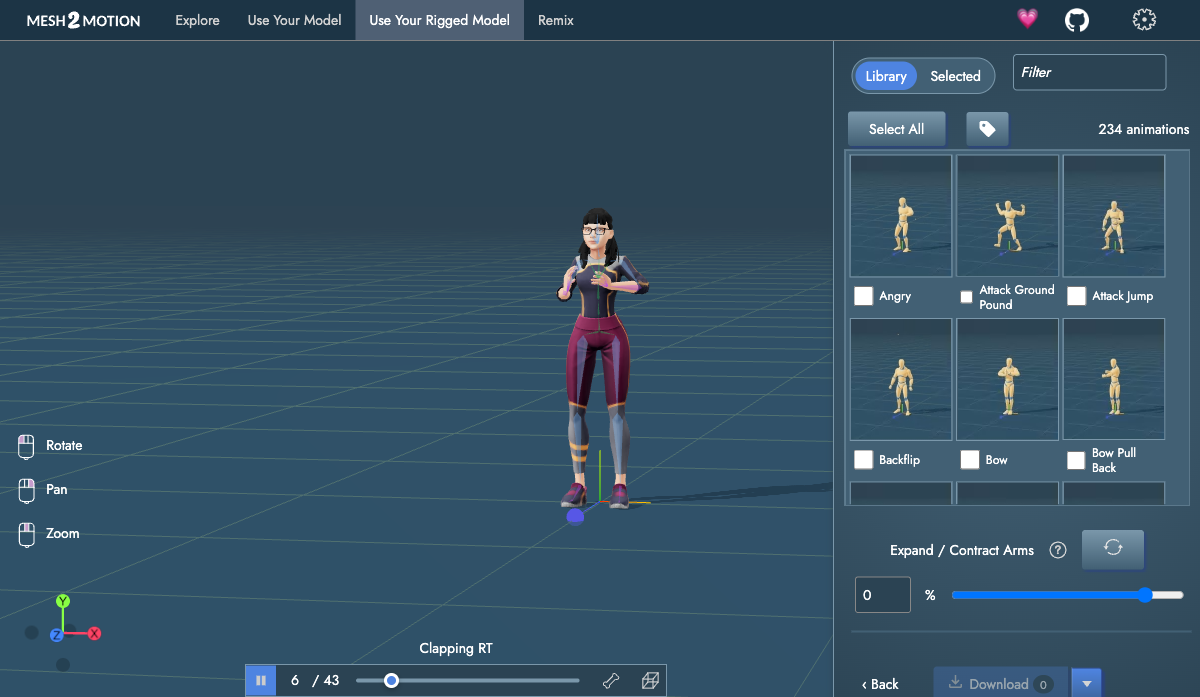 MESH2MOTION
Explore
Use Your Model
Use Your Rigged Model
Remix
Library
Selected
Filter
Select All
234 animations
Angry
Attack Ground
Pound
Attack Jump
Backflip
Bow
Bow Pull
Back
Rotate
Pan
Zoom
Expand / Contract Arms
?
0
%
Y
Z
X
Clapping RT
6 / 43
‹ Back
Download 0